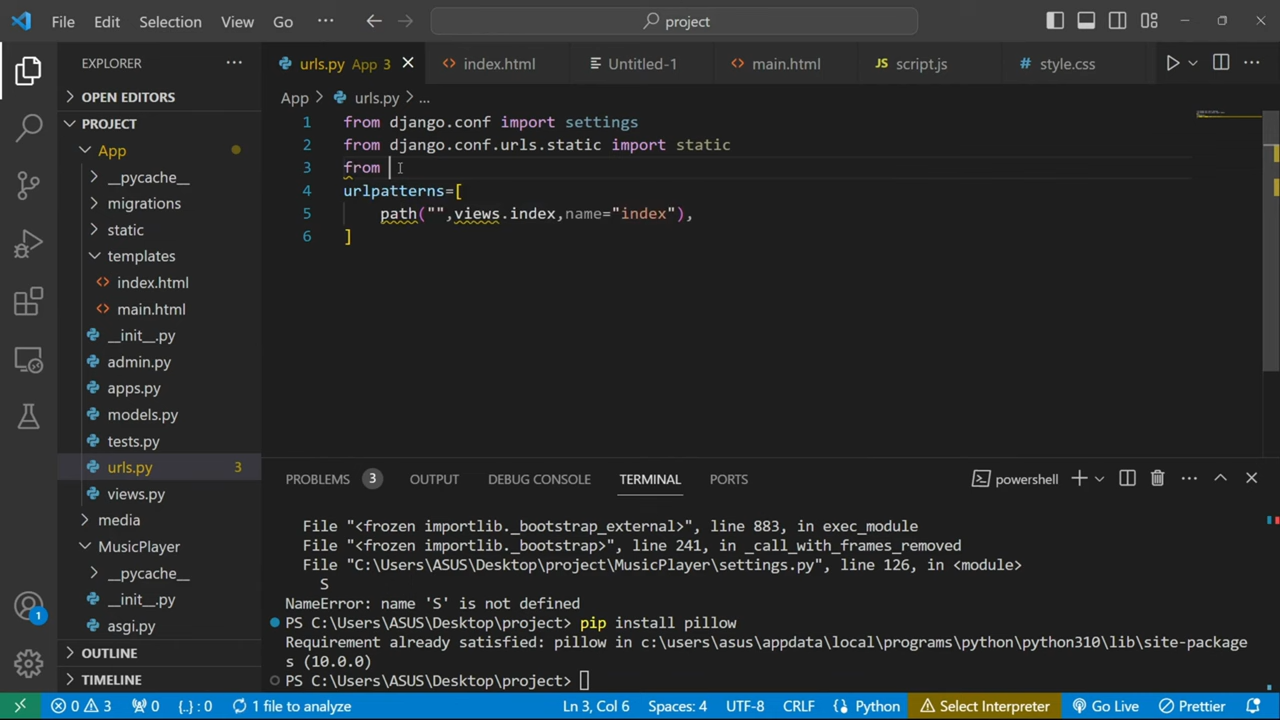 File Edit Selection View Go ··· project
EXPLORER ···
urls.py App 3
index.html
Untitled-1
main.html
JS script.js
# style.css
OPEN EDITORS
PROJECT
App
__pycache__
migrations
static
templates
index.html
main.html
__init__.py
admin.py
apps.py
models.py
tests.py
urls.py 3
views.py
media
MusicPlayer
__pycache__
__init__.py
asgi.py
OUTLINE
TIMELINE
1
App > urls.py > ...
1 from django.conf import settings
2 from django.conf.urls.static import static
3 from
4 urlpatterns=[
5 path("",views.index,name="index"),
6 ]
PROBLEMS 3 OUTPUT DEBUG CONSOLE TERMINAL PORTS powershell
File "<frozen importlib._bootstrap_external>", line 883, in exec_module
File "<frozen importlib._bootstrap>", line 241, in _call_with_frames_removed
File "C:\Users\ASUS\Desktop\project\MusicPlayer\settings.py", line 126, in <module>
S
NameError: name 'S' is not defined
PS C:\Users\ASUS\Desktop\project> pip install pillow
Requirement already satisfied: pillow in c:\users\asus\appdata\local\programs\python\python310\lib\site-package
s (10.0.0)
PS C:\Users\ASUS\Desktop\project>
0 3 0 {..} : 0 1 file to analyze Ln 3, Col 6 Spaces: 4 UTF-8 CRLF Python Select Interpreter Go Live Prettier